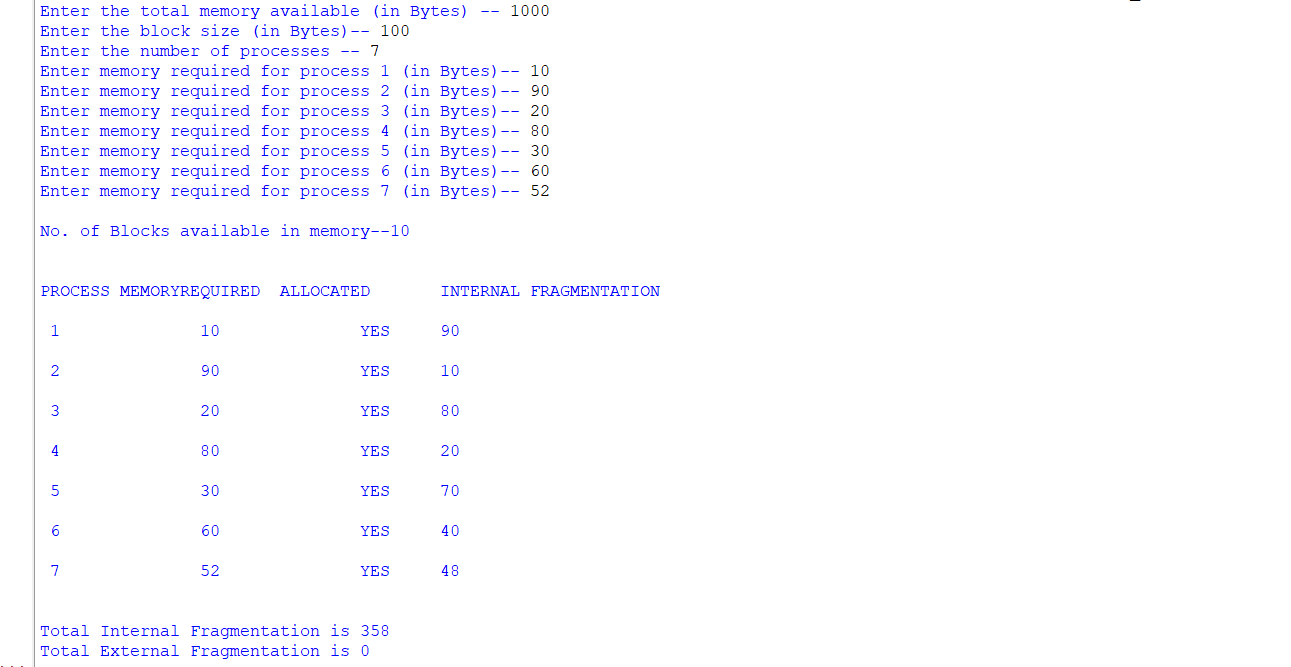 Enter the total memory available (in Bytes) -- 1000
Enter the block size (in Bytes)-- 100
Enter the number of processes -- 7
Enter memory required for process 1 (in Bytes)-- 10
Enter memory required for process 2 (in Bytes)-- 90
Enter memory required for process 3 (in Bytes)-- 20
Enter memory required for process 4 (in Bytes)-- 80
Enter memory required for process 5 (in Bytes)-- 30
Enter memory required for process 6 (in Bytes)-- 60
Enter memory required for process 7 (in Bytes)-- 52
No. of Blocks available in memory--10
PROCESS MEMORYREQUIRED  ALLOCATED       INTERNAL FRAGMENTATION
1              10              YES     90
2              90              YES     10
3              20              YES     80
4              80              YES     20
5              30              YES     70
6              60              YES     40
7              52              YES     48
Total Internal Fragmentation is 358
Total External Fragmentation is 0